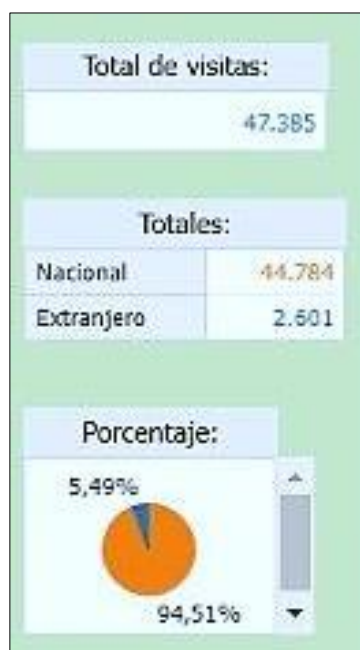 Total de visitas:
47.385
Totales:
Nacional 44.784
Extranjero 2.601
Porcentaje:
5,49%
94,51%